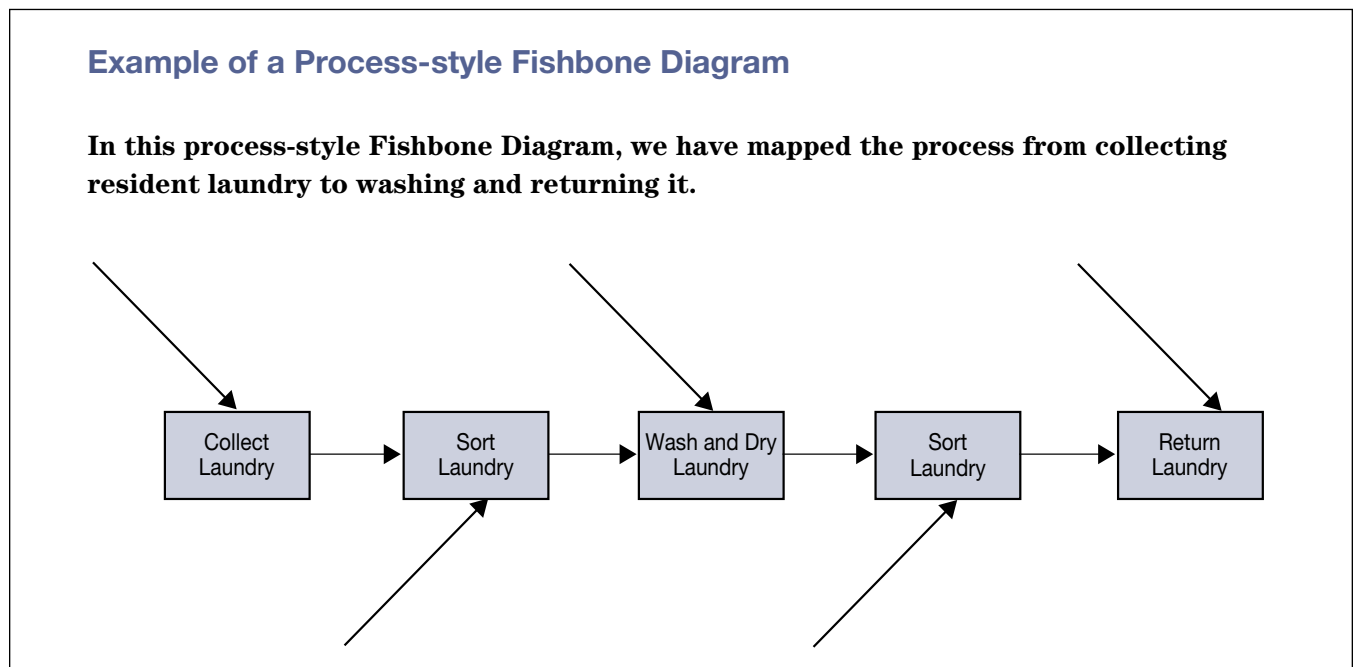 Example of a Process-style Fishbone Diagram
In this process-style Fishbone Diagram, we have mapped the process from collecting
resident laundry to washing and returning it.
Collect
Laundry
Sort
Laundry
Wash and Dry
Laundry
Sort
Laundry
Return
Laundry